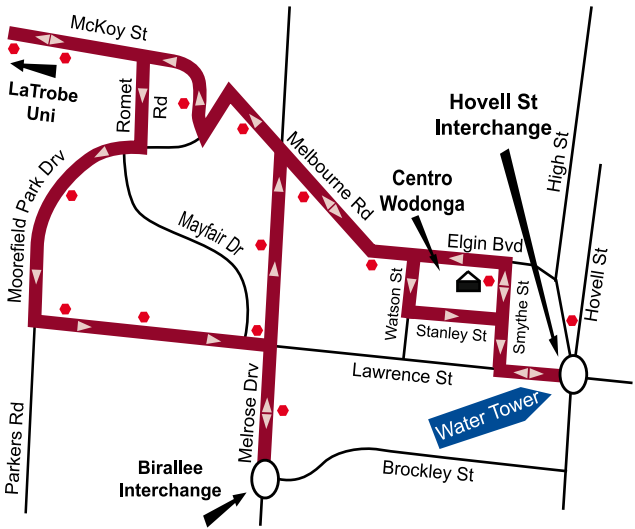 McKoy St
LaTrobe
Uni
Romet
Rd
Hovell St
Interchange
High St
Melbourne Rd
Centro
Wodonga
Moorefield Park Drv
Mayfair Dr
Elgin Bvd
Hovell St
Watson St
Smythe St
Stanley St
Lawrence St
Melrose Drv
Water Tower
Parkers Rd
Birallee
Interchange
Brockley St